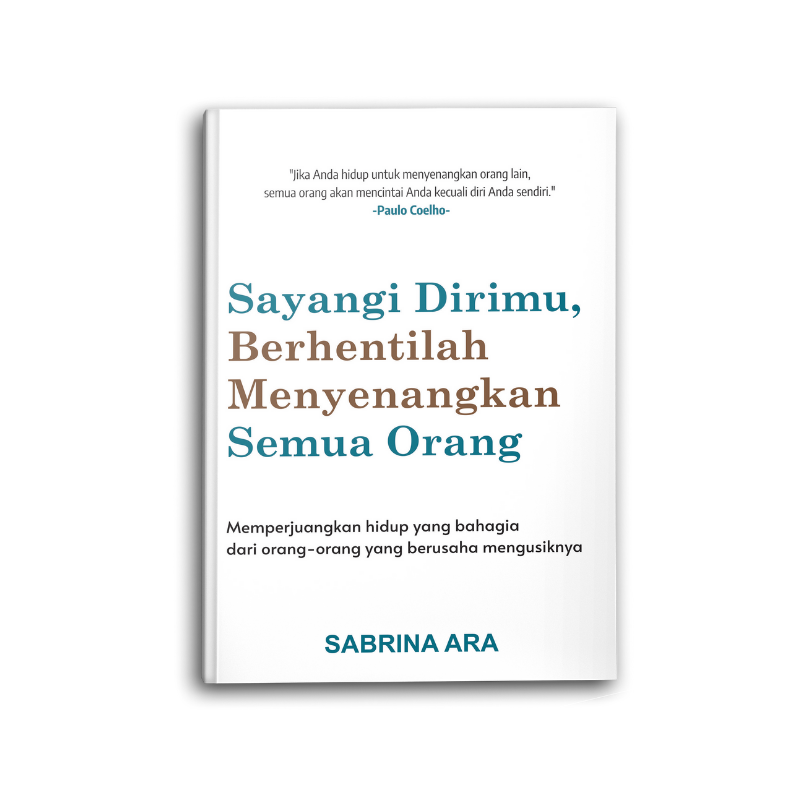 "Jika Anda hidup untuk menyenangkan orang lain,
semua orang akan mencintai Anda kecuali diri Anda sendiri."
-Paulo Coelho-
Sayangi Dirimu,
Berhentilah
Menyenangkan
Semua Orang
Memperjuangkan hidup yang bahagia
dari orang-orang yang berusaha mengusiknya
SABRINA ARA